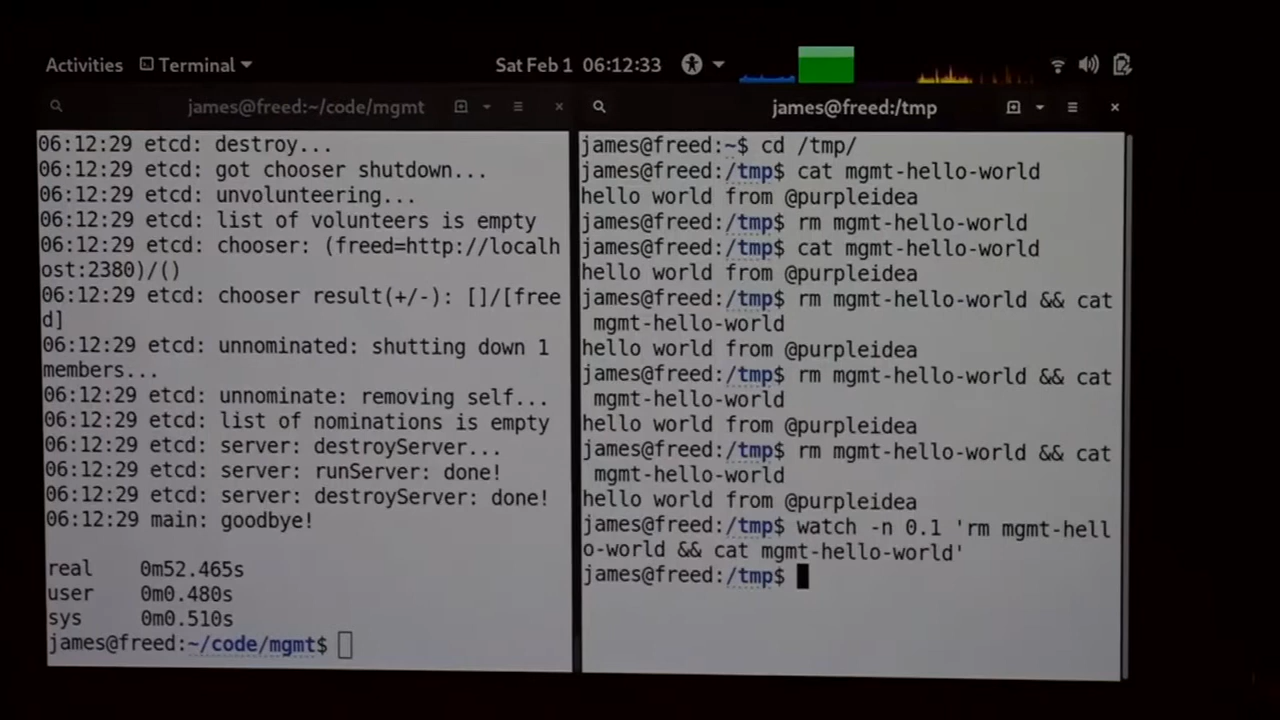 Activities Terminal Sat Feb 1 06:12:33
james@freed:~/code/mgmt
06:12:29 etcd: destroy...
06:12:29 etcd: got chooser shutdown...
06:12:29 etcd: unvolunteering...
06:12:29 etcd: list of volunteers is empty
06:12:29 etcd: chooser: (freed=http://localh
ost:2380)/()
06:12:29 etcd: chooser result(+/-): []/[free
d]
06:12:29 etcd: unnominated: shutting down 1
members...
06:12:29 etcd: unnominate: removing self...
06:12:29 etcd: list of nominations is empty
06:12:29 etcd: server: destroyServer...
06:12:29 etcd: server: runServer: done!
06:12:29 etcd: server: destroyServer: done!
06:12:29 main: goodbye!
real 0m52.465s
user 0m0.480s
sys 0m0.510s
james@freed:~/code/mgmt$
james@freed:/tmp
james@freed:~$ cd /tmp/
james@freed:/tmp$ cat mgmt-hello-world
hello world from @purpleidea
james@freed:/tmp$ rm mgmt-hello-world
james@freed:/tmp$ cat mgmt-hello-world
hello world from @purpleidea
james@freed:/tmp$ rm mgmt-hello-world && cat
mgmt-hello-world
hello world from @purpleidea
james@freed:/tmp$ rm mgmt-hello-world && cat
mgmt-hello-world
hello world from @purpleidea
james@freed:/tmp$ rm mgmt-hello-world && cat
mgmt-hello-world
hello world from @purpleidea
james@freed:/tmp$ watch -n 0.1 'rm mgmt-hell
o-world && cat mgmt-hello-world'
james@freed:/tmp$